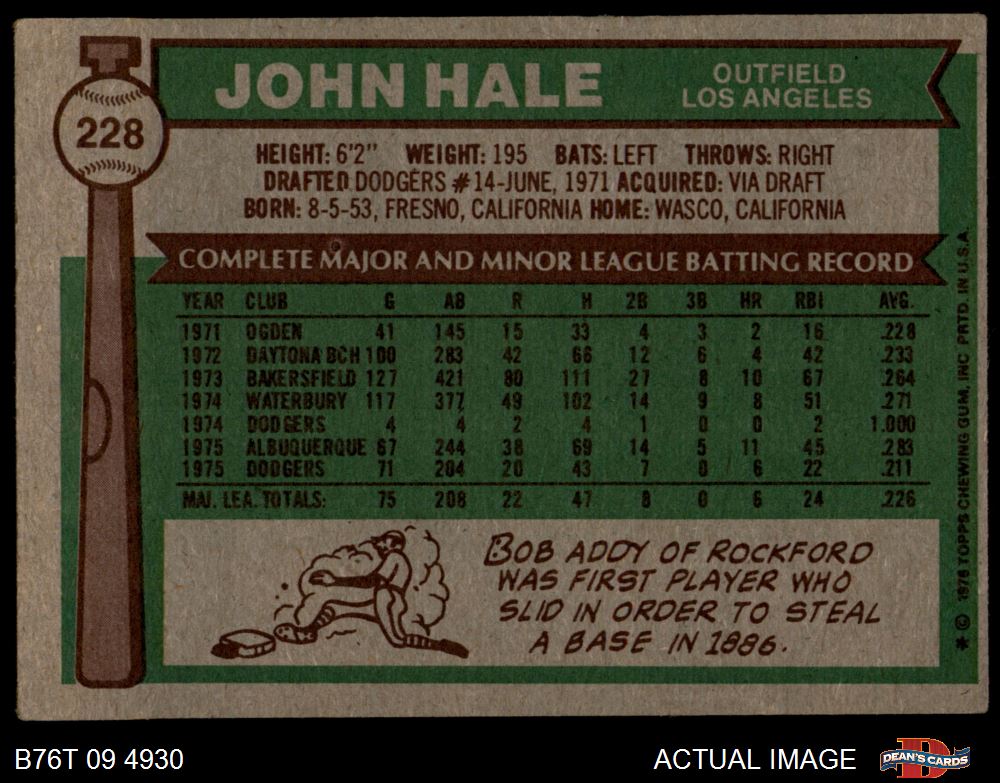 228
JOHN HALE
OUTFIELD
LOS ANGELES
HEIGHT: 6'2" WEIGHT: 195 BATS: LEFT THROWS: RIGHT
DRAFTED DODGERS #14-JUNE, 1971 ACQUIRED: VIA DRAFT
BORN: 8-5-53, FRESNO, CALIFORNIA HOME: WASCO, CALIFORNIA
COMPLETE MAJOR AND MINOR LEAGUE BATTING RECORD
YEAR CLUB G AB R H 2B 3B HR RBI AVG.
1971 OGDEN 41 145 15 33 4 3 2 16 .228
1972 DAYTONA BCH 100 283 42 66 12 6 4 42 .233
1973 BAKERSFIELD 127 421 80 111 27 8 10 67 .264
1974 WATERBURY 117 377 49 102 14 9 8 51 .271
1974 DODGERS 4 4 2 4 1 0 0 2 1.000
1975 ALBUQUERQUE 67 244 38 69 14 5 11 45 .283
1975 DODGERS 71 204 20 43 7 0 6 22 .211
MAJ. LEA. TOTALS: 75 208 22 47 8 0 6 24 .226
BOB ADDY OF ROCKFORD
WAS FIRST PLAYER WHO
SLID IN ORDER TO STEAL
A BASE IN 1886.
* © 1976 TOPPS CHEWING GUM, INC PRTD. IN U.S.A.
B76T 09 4930
ACTUAL IMAGE
D
DEAN'S CARDS